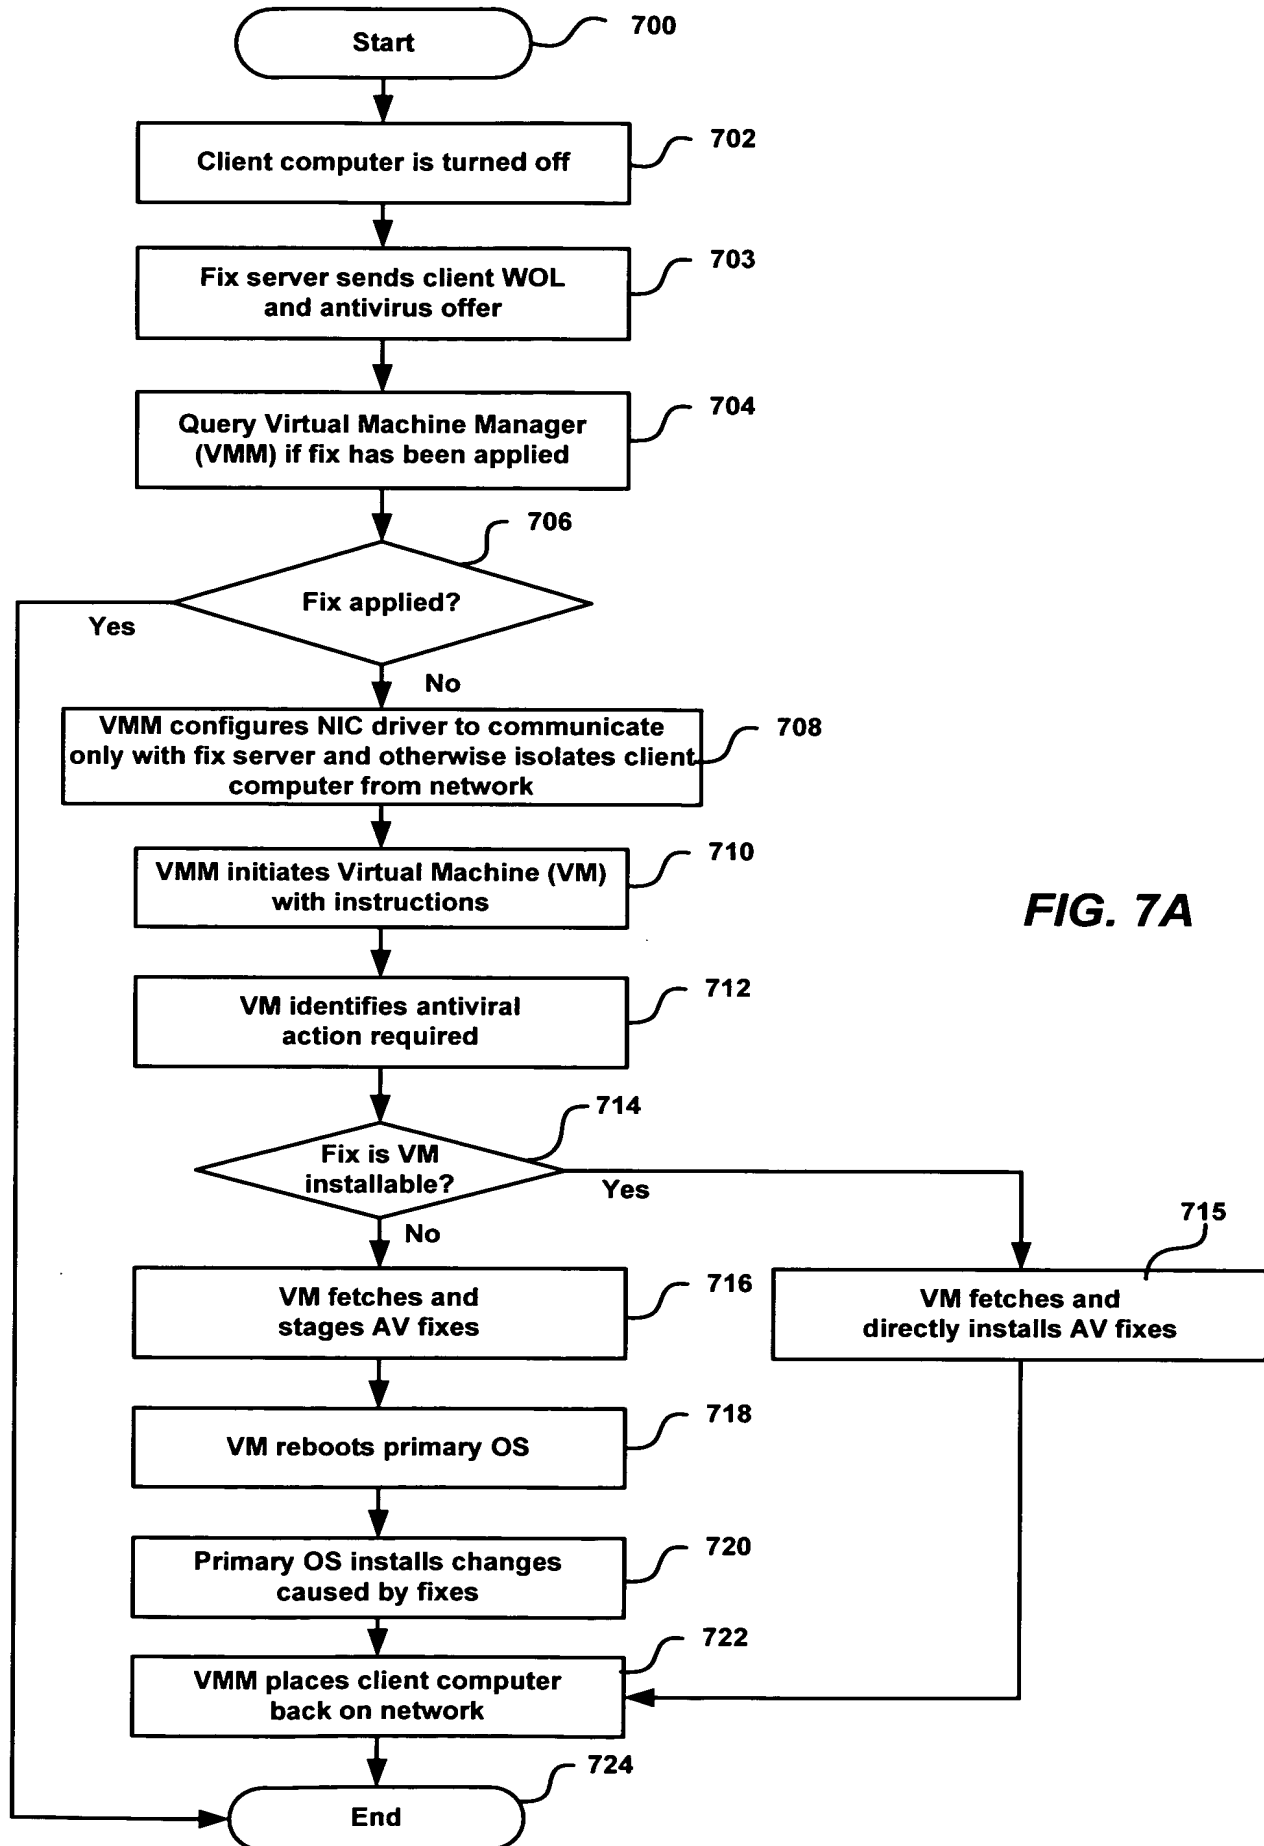 Start
700
Client computer is turned off
702
Fix server sends client WOL
and antivirus offer
703
Query Virtual Machine Manager
(VMM) if fix has been applied
704
706
Fix applied?
Yes
No
VMM configures NIC driver to communicate
only with fix server and otherwise isolates client
computer from network
708
VMM initiates Virtual Machine (VM)
with instructions
710
FIG. 7A
VM identifies antiviral
action required
712
714
Fix is VM
installable?
Yes
No
715
VM fetches and
stages AV fixes
716
VM fetches and
directly installs AV fixes
VM reboots primary OS
718
Primary OS installs changes
caused by fixes
720
VMM places client computer
back on network
722
724
End